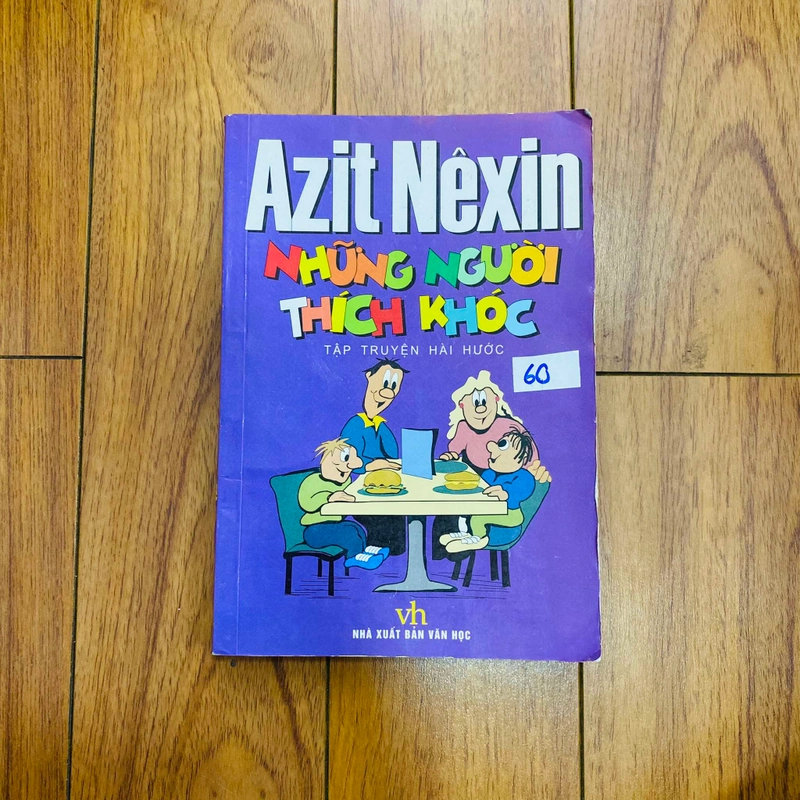 Azit Nêxin
NHỮNG NGƯỜI
THÍCH KHÓC
TẬP TRUYỆN HÀI HƯỚC
60
vh
NHÀ XUẤT BẢN VĂN HỌC